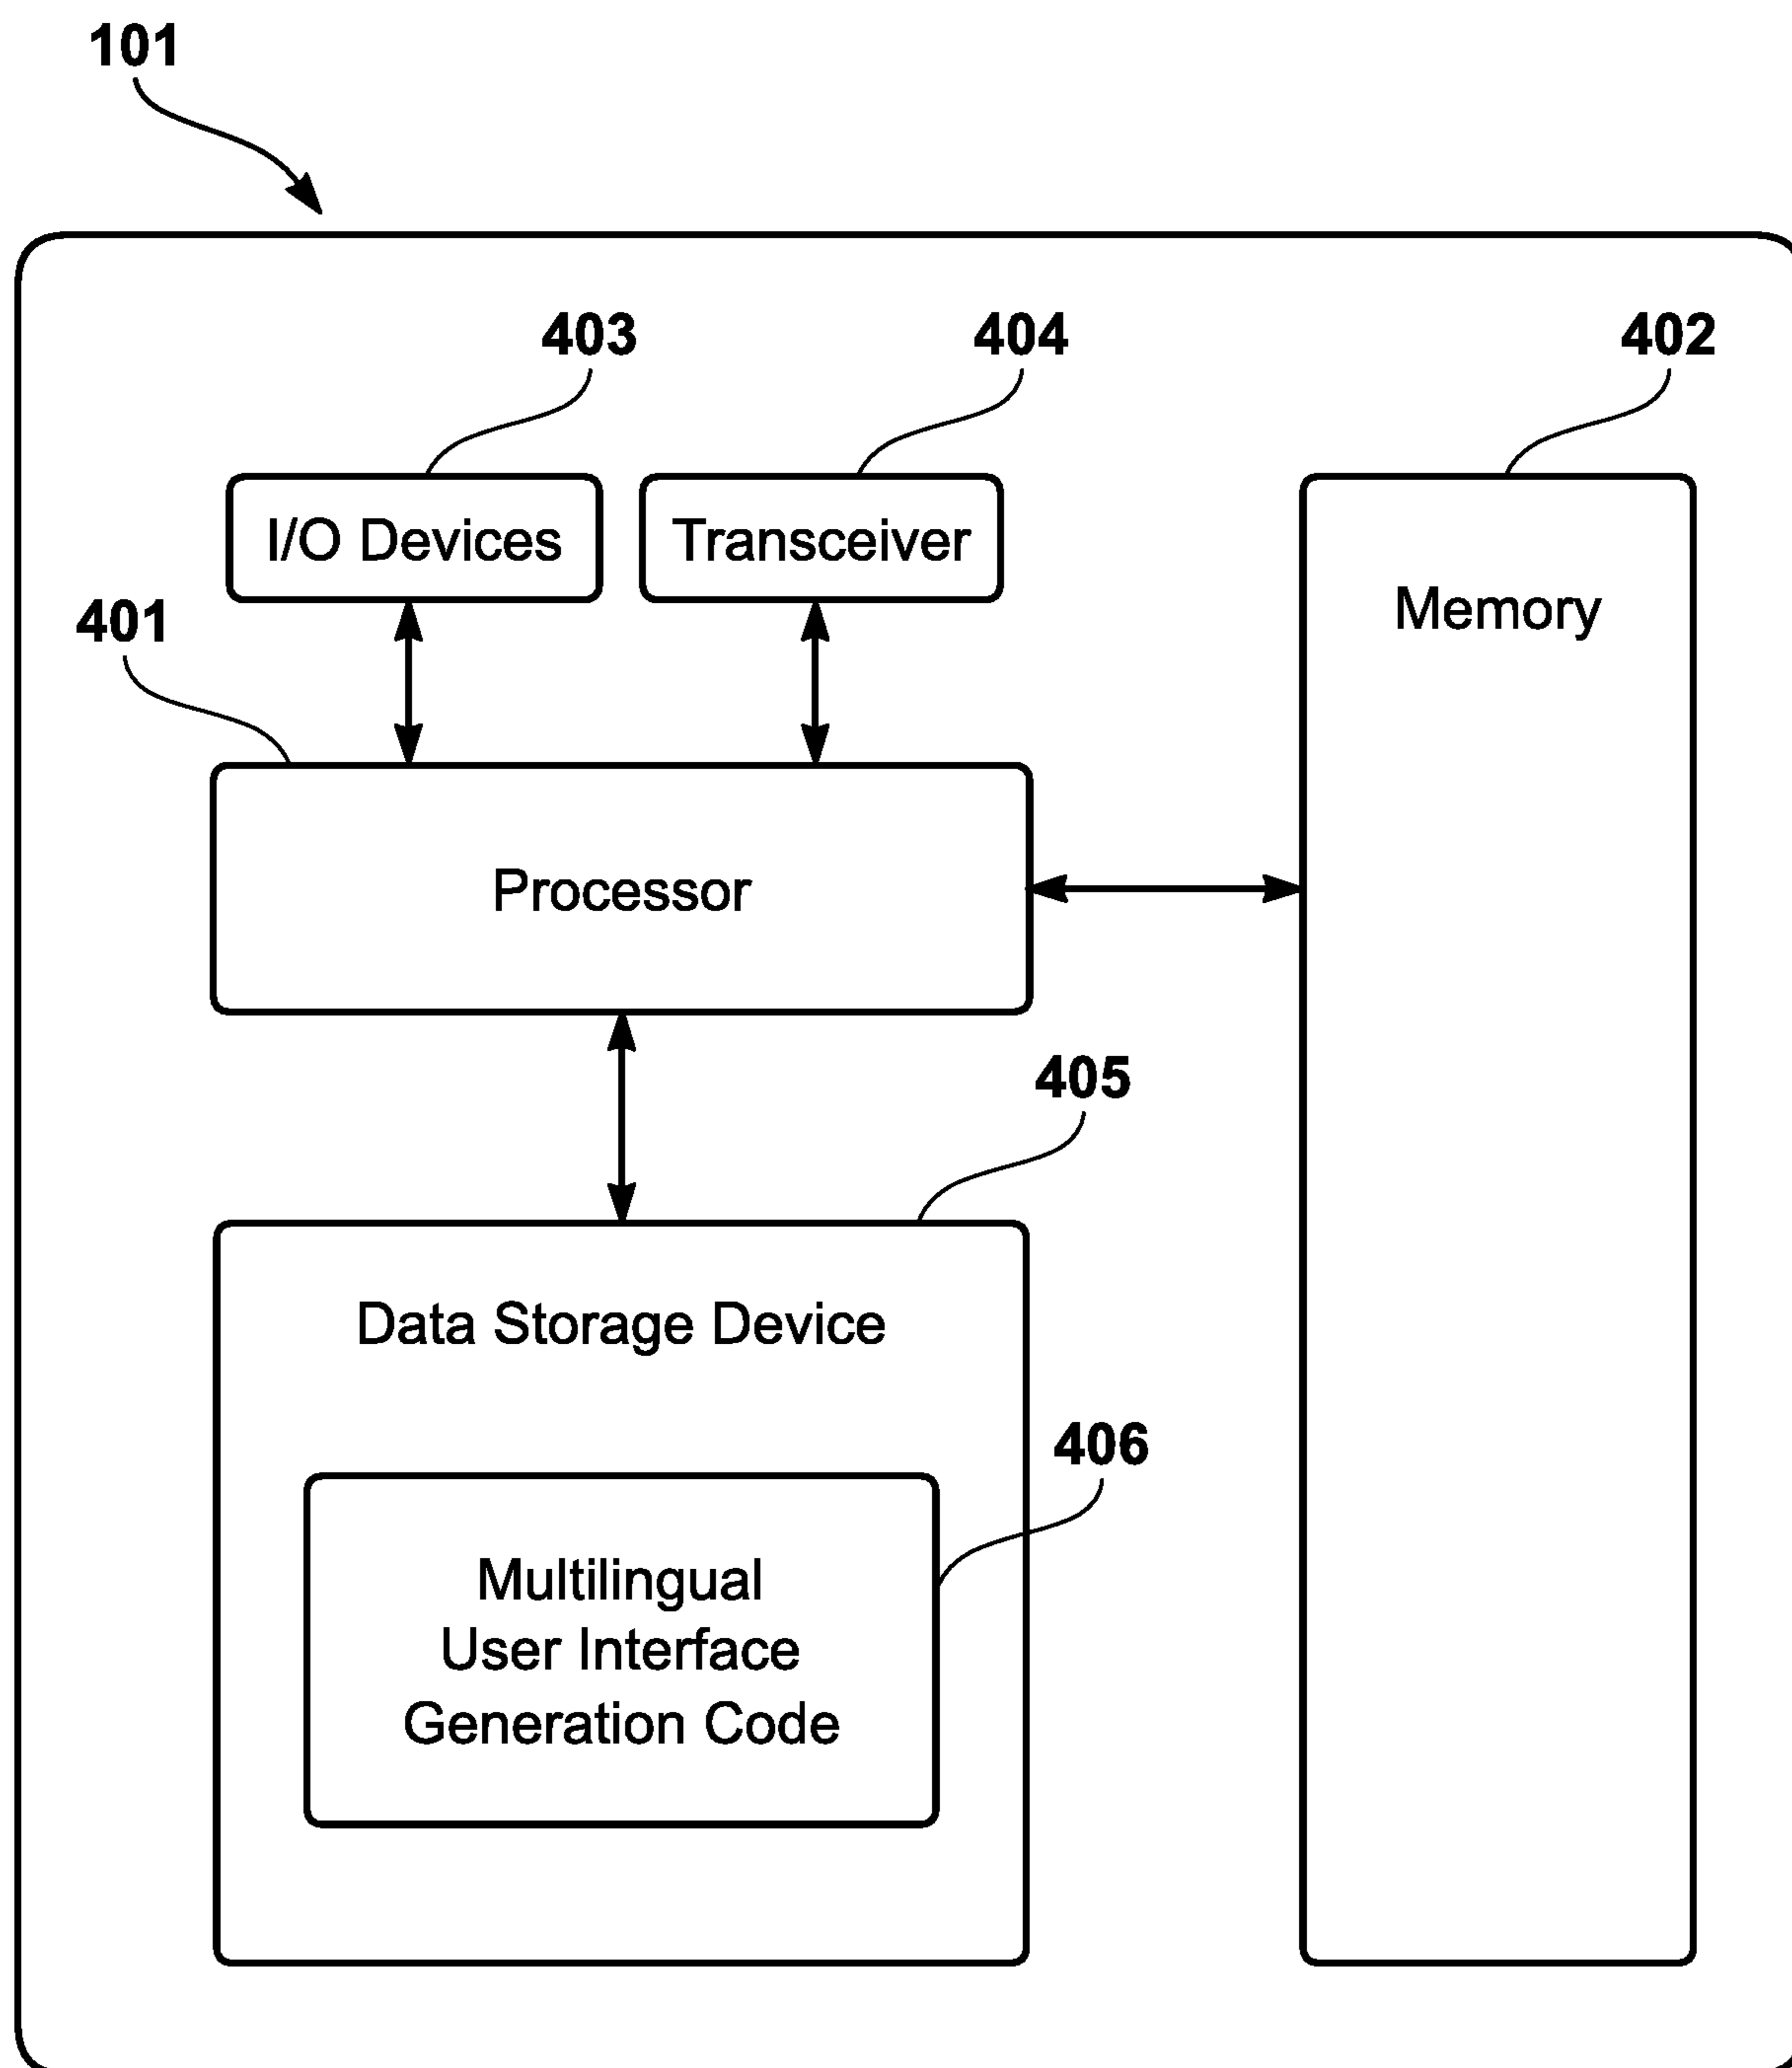 101
403
404
402
I/O Devices
Transceiver
Memory
401
Processor
405
Data Storage Device
406
Multilingual
User Interface
Generation Code